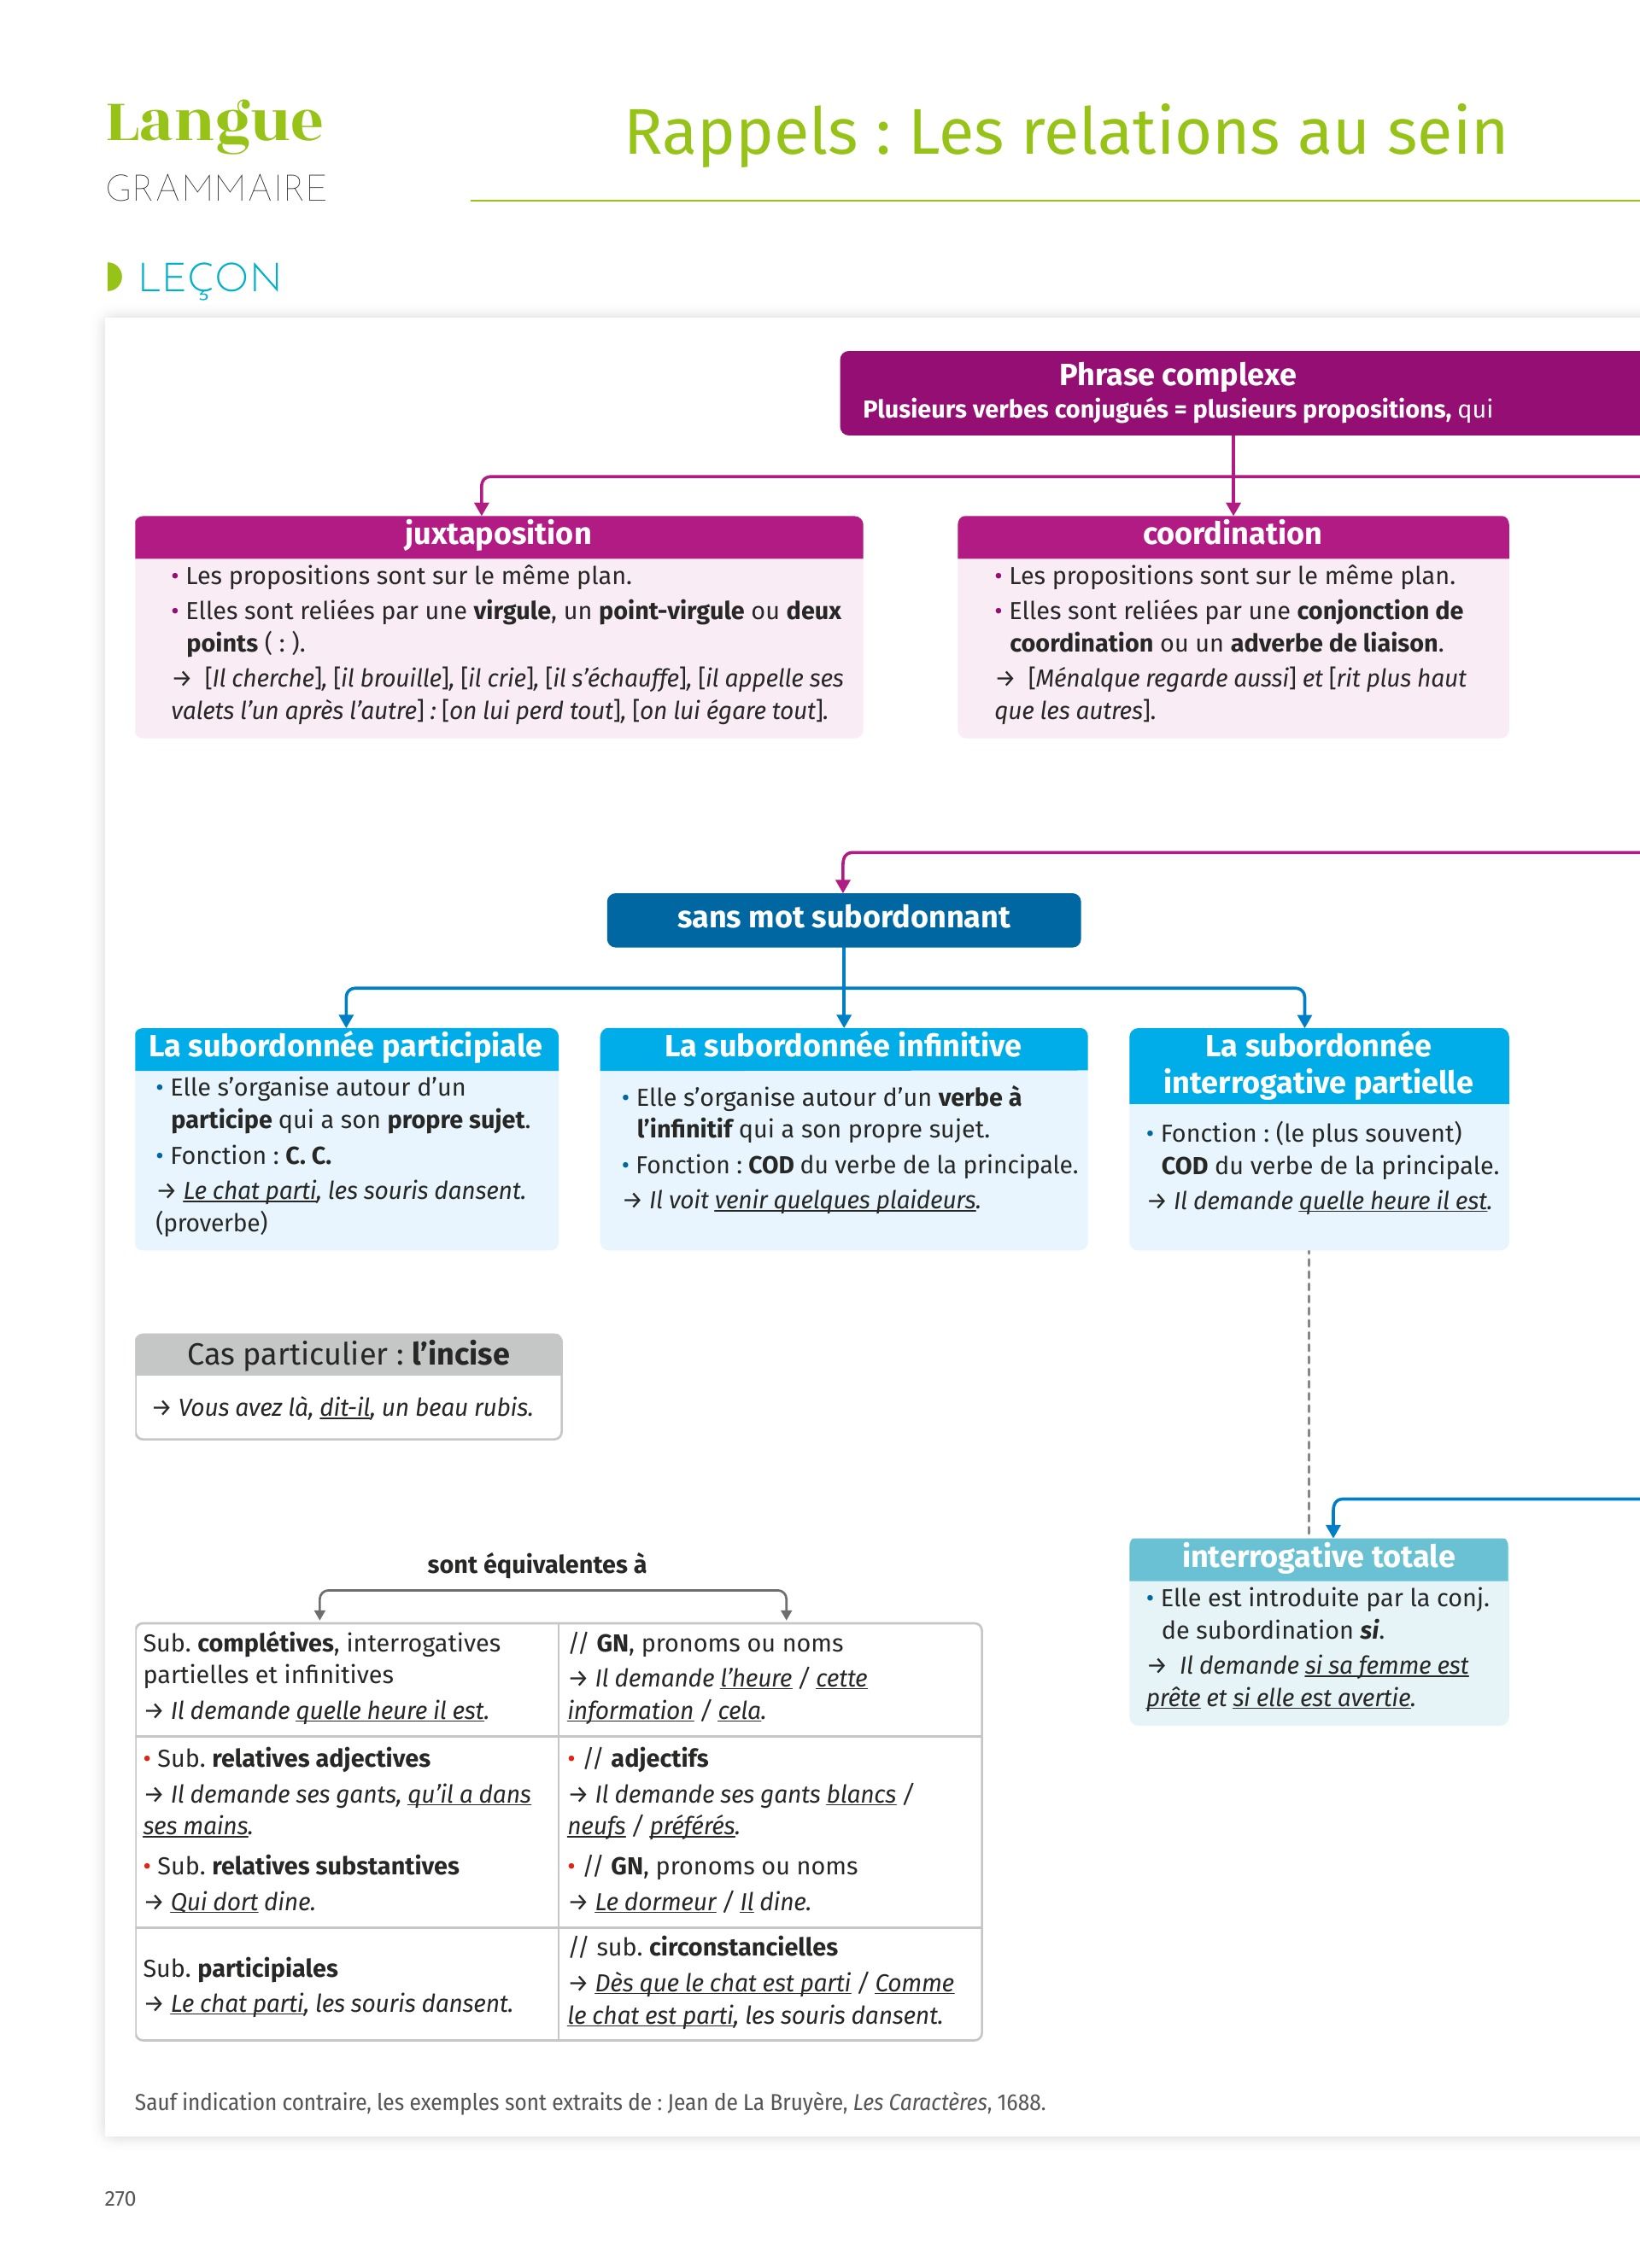 Langue
GRAMMAIRE
Rappels : Les relations au sein
LEÇON
Phrase complexe
Plusieurs verbes conjugués = plusieurs propositions, qui
juxtaposition
• Les propositions sont sur le même plan.
• Elles sont reliées par une virgule, un point-virgule ou deux
points ( : ).
→ [Il cherche], [il brouille], [il crie], [il s’échauffe], [il appelle ses
valets l’un après l’autre] : [on lui perd tout], [on lui égare tout].
coordination
• Les propositions sont sur le même plan.
• Elles sont reliées par une conjonction de
coordination ou un adverbe de liaison.
→ [Ménalque regarde aussi] et [rit plus haut
que les autres].
sans mot subordonnant
La subordonnée participiale
• Elle s’organise autour d’un
participe qui a son propre sujet.
• Fonction : C. C.
→ Le chat parti, les souris dansent.
(proverbe)
La subordonnée infinitive
• Elle s’organise autour d’un verbe à
l’infinitif qui a son propre sujet.
• Fonction : COD du verbe de la principale.
→ Il voit venir quelques plaideurs.
La subordonnée
interrogative partielle
• Fonction : (le plus souvent)
COD du verbe de la principale.
→ Il demande quelle heure il est.
Cas particulier : l’incise
→ Vous avez là, dit-il, un beau rubis.
interrogative totale
• Elle est introduite par la conj.
de subordination si.
→ Il demande si sa femme est
prête et si elle est avertie.
sont équivalentes à
Sub. complétives, interrogatives
partielles et infinitives
→ Il demande quelle heure il est.
// GN, pronoms ou noms
→ Il demande l’heure / cette
information / cela.
• Sub. relatives adjectives
→ Il demande ses gants, qu’il a dans
ses mains.
• Sub. relatives substantives
→ Qui dort dine.
• // adjectifs
→ Il demande ses gants blancs /
neufs / préférés.
• // GN, pronoms ou noms
→ Le dormeur / Il dine.
Sub. participiales
→ Le chat parti, les souris dansent.
// sub. circonstancielles
→ Dès que le chat est parti / Comme
le chat est parti, les souris dansent.
Sauf indication contraire, les exemples sont extraits de : Jean de La Bruyère, Les Caractères, 1688.
270